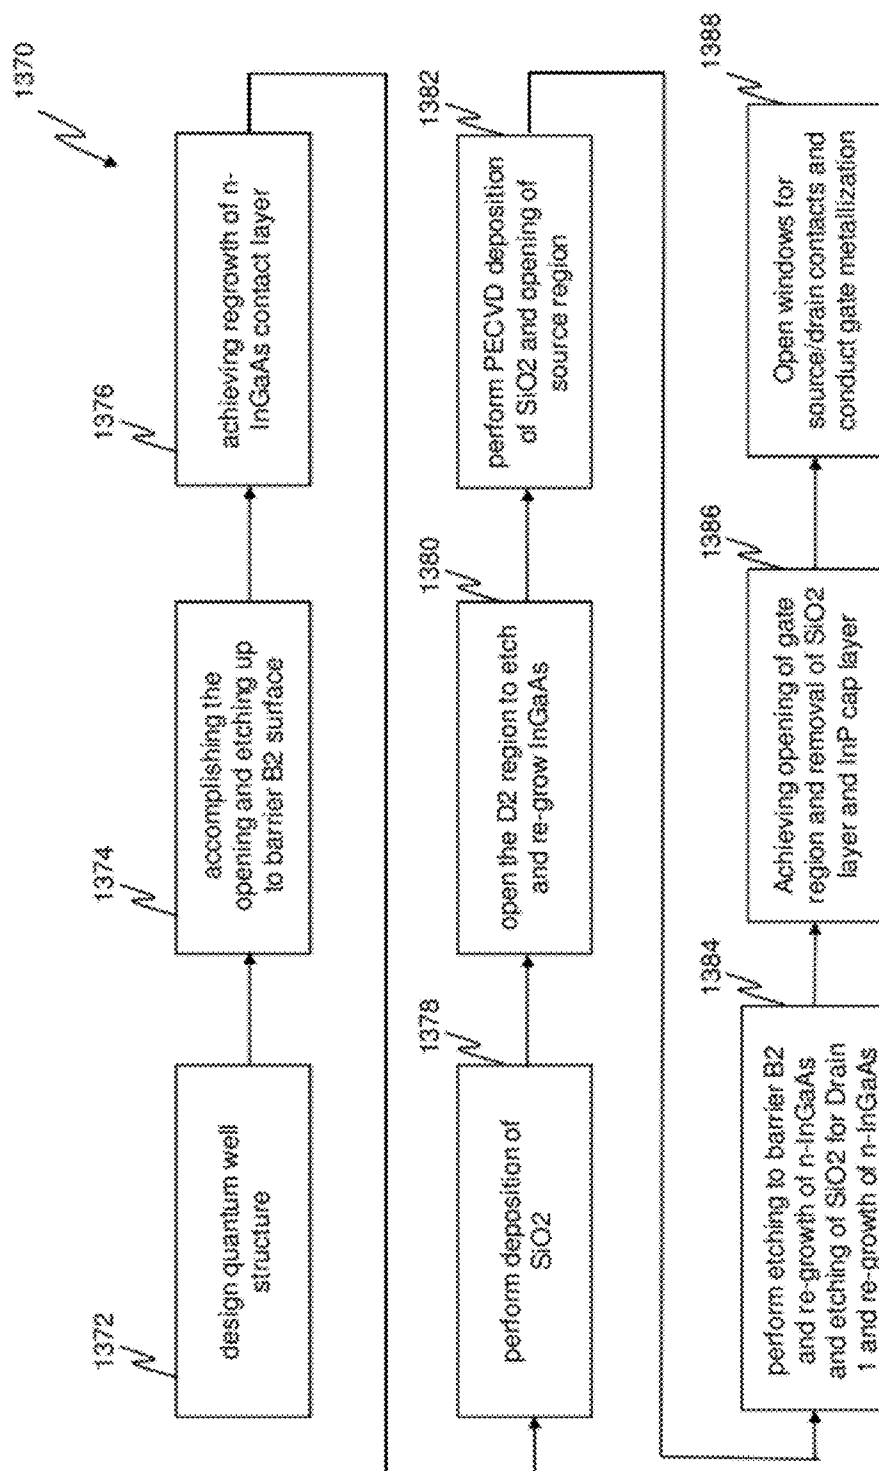 1370
1372
design quantum well
structure
1374
accomplishing the
opening and etching up
to barrier B2 surface
1376
achieving regrowth of n-
InGaAs contact layer
1378
perform deposition of
SiO2
1380
open the D2 region to etch
and re-grow InGaAs
1382
perform PECVD deposition
of SiO2 and opening of
source region
1384
perform etching to barrier B2
and re-growth of n-InGaAs
and etching of SiO2 for Drain
1 and re-growth of n-InGaAs
1386
Achieving opening of gate
region and removal of SiO2
layer and InP cap layer
1388
Open windows for
source/drain contacts and
conduct gate metallization